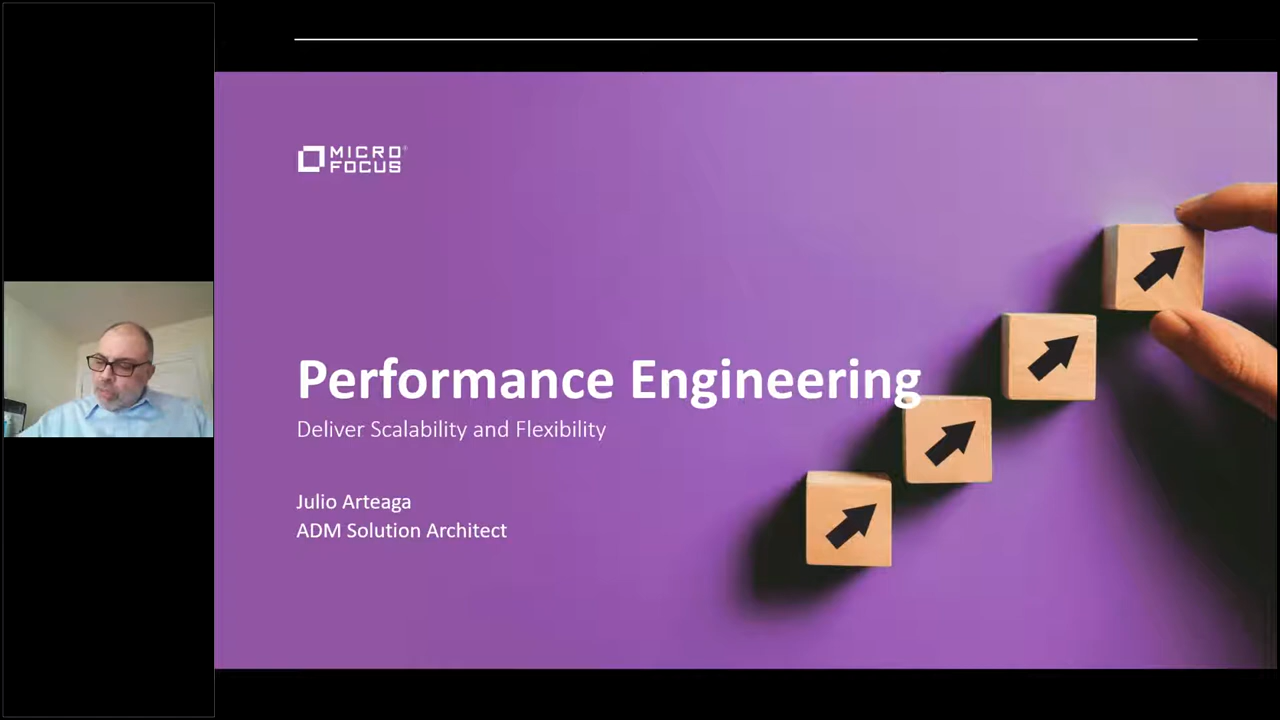 MICRO®
FOCUS
Performance Engineering
Deliver Scalability and Flexibility
Julio Arteaga
ADM Solution Architect